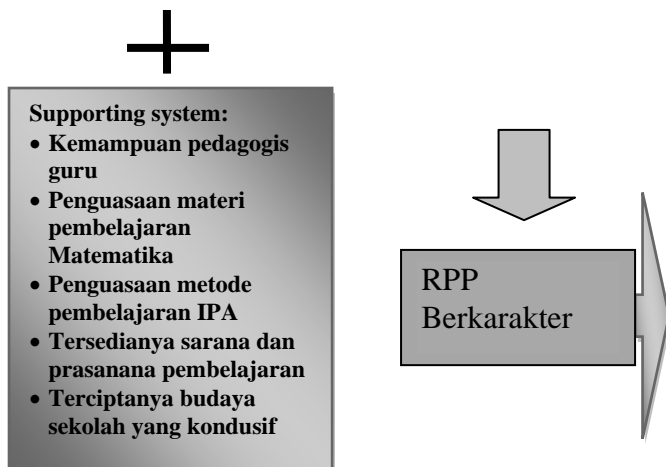 Supporting system:
• Kemampuan pedagogis
guru
• Penguasaan materi
pembelajaran
Matematika
• Penguasaan metode
pembelajaran IPA
• Tersedianya sarana dan
prasanana pembelajaran
• Terciptanya budaya
sekolah yang kondusif
RPP
Berkarakter